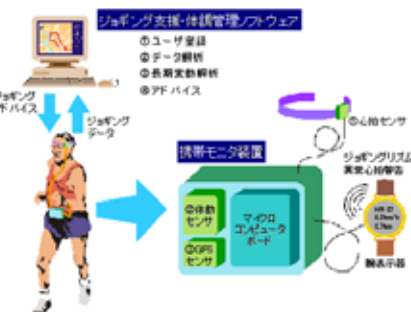 ジョギング支援・体調管理ソフトウェア
①ユーザ登録
②データ解析
③長期変動解析
④アドバイス
ジョギング
アドバイス
ジョギング
データ
携帯モニタ装置
①心拍センサ
ジョギングリズム
異常心拍警告
②体動
センサ
マイクロ
コンピュータ
ボード
③GPS
センサ
腕表示器